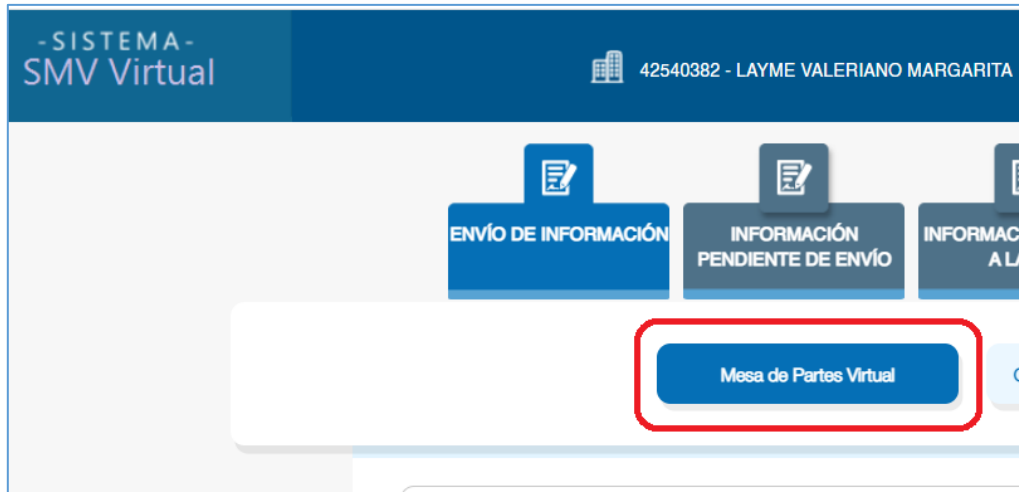 -SISTEMA-
SMV Virtual
42540382 - LAYME VALERIANO MARGARITA
ENVÍO DE INFORMACIÓN
INFORMACIÓN
PENDIENTE DE ENVÍO
Mesa de Partes Virtual